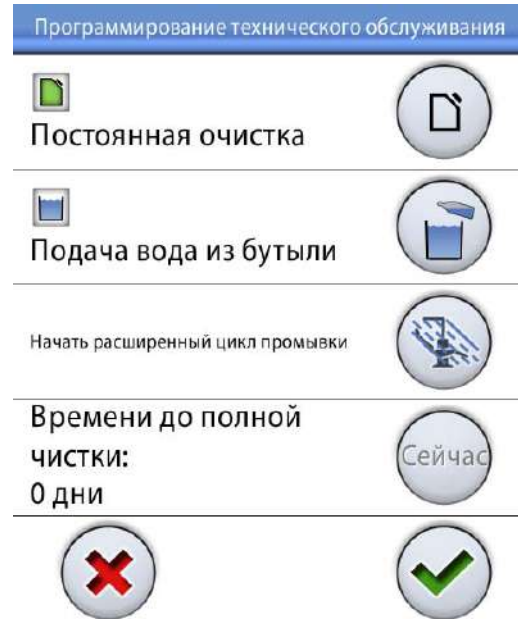 Программирование технического обслуживания
Постоянная очистка
Подача вода из бутыли
Начать расширенный цикл промывки
Времени до полной
чистки:
0 дни
Сейчас